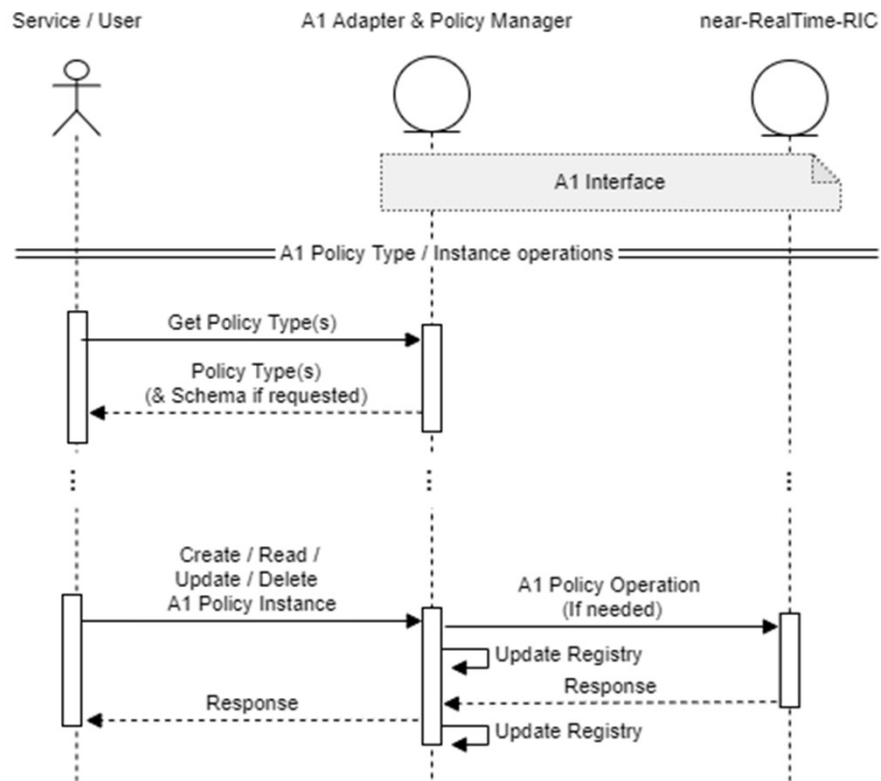 Service / User
A1 Adapter & Policy Manager
near-RealTime-RIC
A1 Interface
A1 Policy Type / Instance operations
Get Policy Type(s)
Policy Type(s)
(& Schema if requested)
Create / Read /
Update / Delete
A1 Policy Instance
A1 Policy Operation
(If needed)
Update Registry
Response
Response
Update Registry